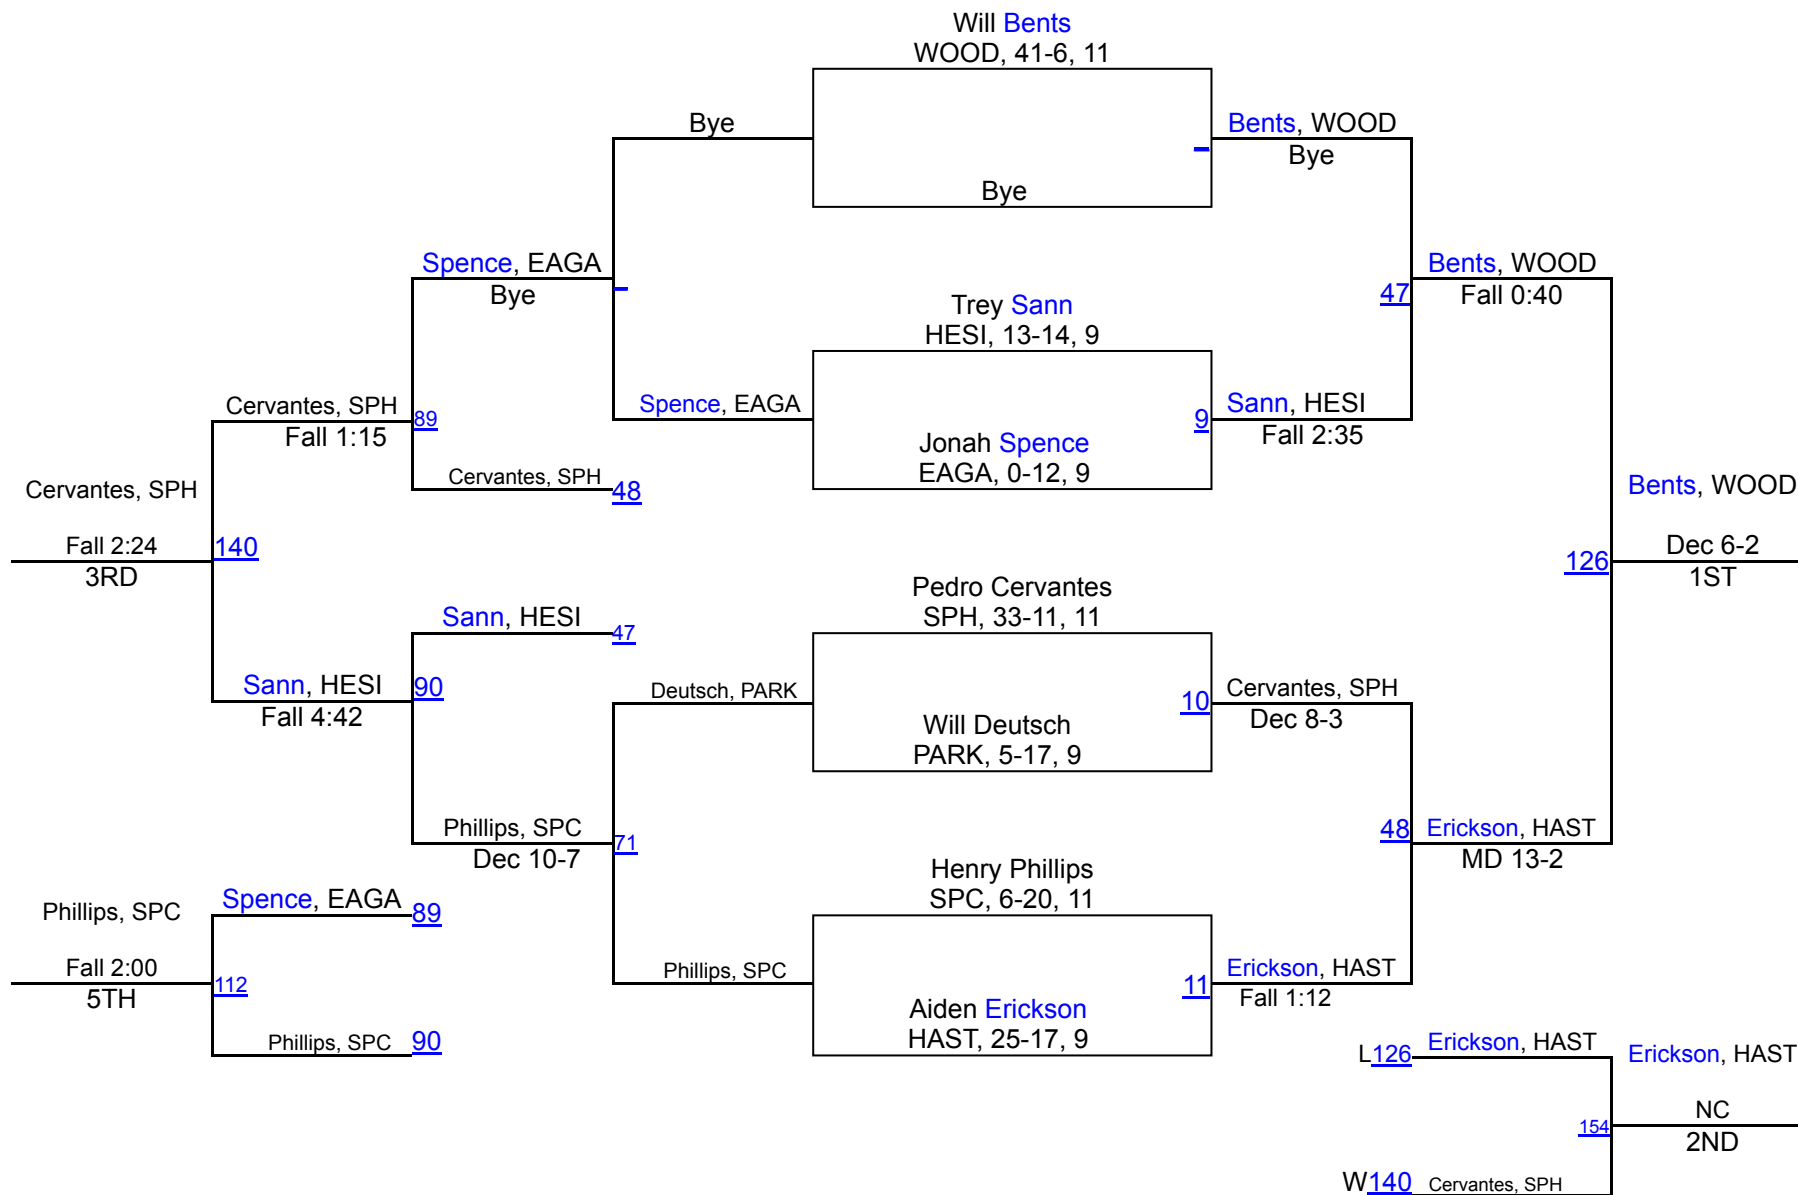 Will Bents
WOOD, 41-6, 11
Bye
Bents, WOOD
Bye
Bye
Spence, EAGA
Bye
Bents, WOOD
Fall 0:40
47
Trey Sann
HESI, 13-14, 9
Cervantes, SPH
Fall 1:15
89
Spence, EAGA
9
Sann, HESI
Fall 2:35
Jonah Spence
EAGA, 0-12, 9
Cervantes, SPH
48
Cervantes, SPH
Fall 2:24
3RD
140
Bents, WOOD
Dec 6-2
1ST
126
Pedro Cervantes
SPH, 33-11, 11
Sann, HESI
47
Sann, HESI
Fall 4:42
90
Deutsch, PARK
10
Cervantes, SPH
Dec 8-3
Will Deutsch
PARK, 5-17, 9
Phillips, SPC
Dec 10-7
71
48
Erickson, HAST
MD 13-2
Henry Phillips
SPC, 6-20, 11
Phillips, SPC
Fall 2:00
5TH
Spence, EAGA
89
112
Phillips, SPC
90
Phillips, SPC
11
Erickson, HAST
Fall 1:12
Aiden Erickson
HAST, 25-17, 9
L126
Erickson, HAST
Erickson, HAST
NC
2ND
154
W140
Cervantes, SPH